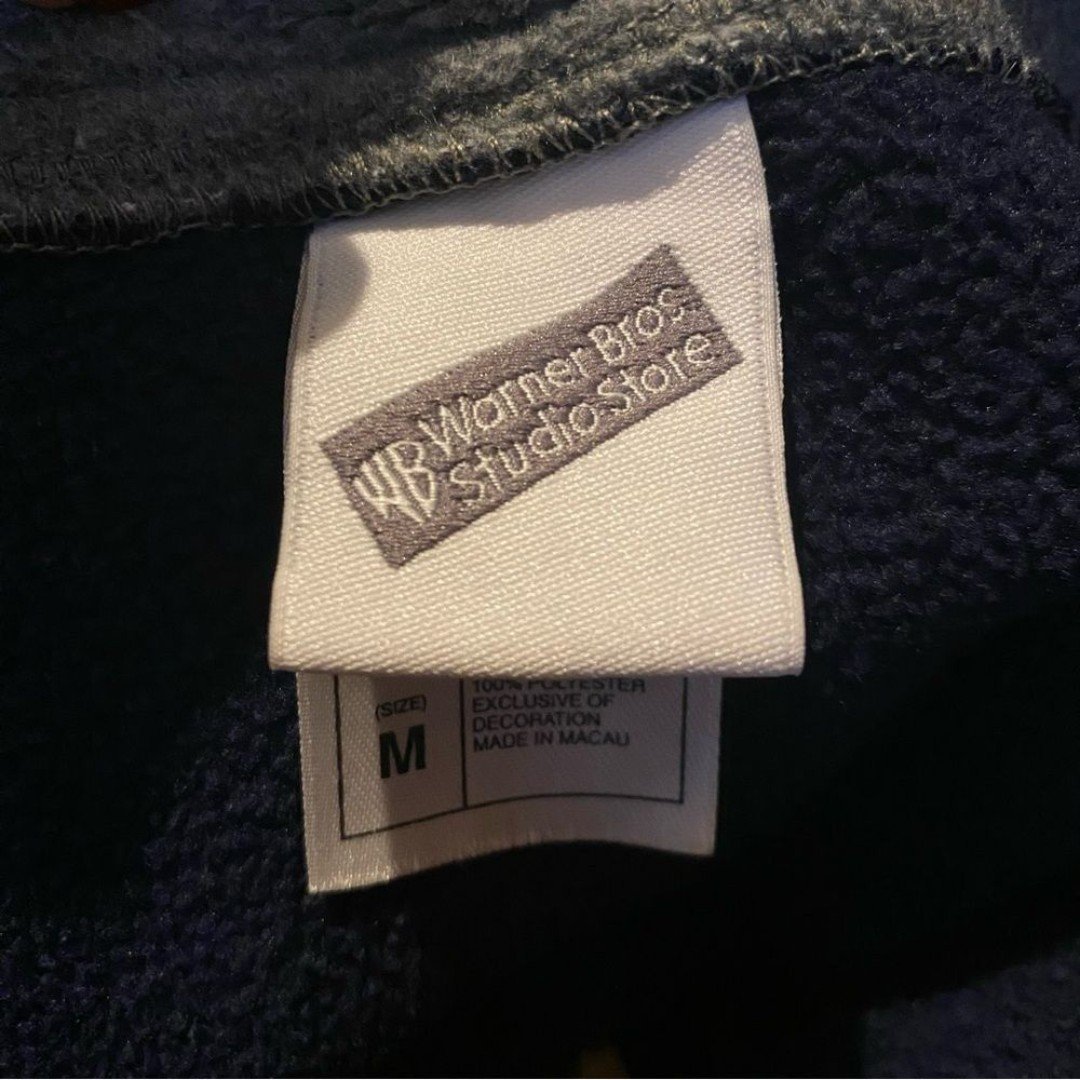 WB Warner Bros.
Studio Store
(SIZE)
M
100% POLYESTER
EXCLUSIVE OF
DECORATION
MADE IN MACAU